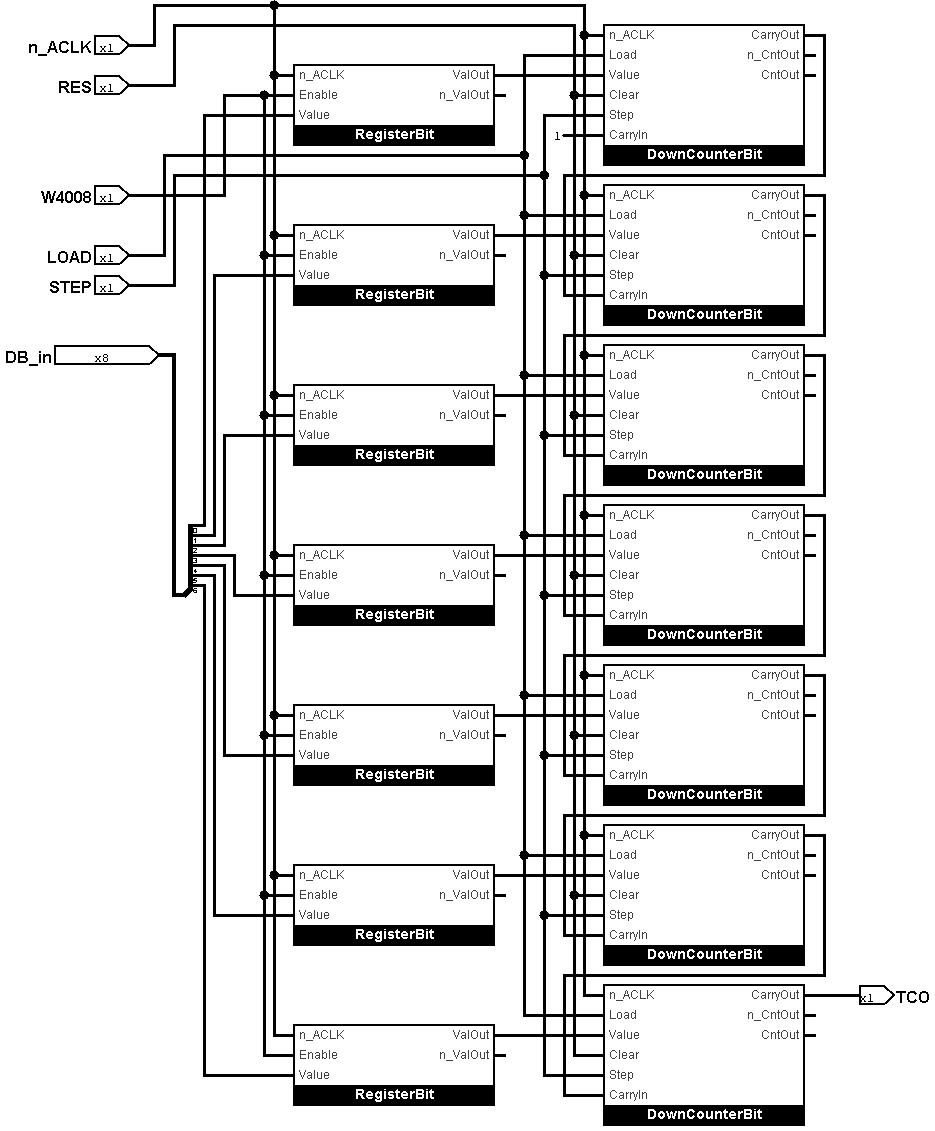 n_ACLK x1
RES x1
W4008 x1
LOAD x1
STEP x1
DB_in x8
n_ACLK ValOut
Enable n_ValOut
Value
RegisterBit
n_ACLK CarryOut
Load n_CntOut
Value CntOut
Clear
Step
1 CarryIn
DownCounterBit
n_ACLK ValOut
Enable n_ValOut
Value
RegisterBit
n_ACLK CarryOut
Load n_CntOut
Value CntOut
Clear
Step
CarryIn
DownCounterBit
n_ACLK ValOut
Enable n_ValOut
Value
RegisterBit
n_ACLK CarryOut
Load n_CntOut
Value CntOut
Clear
Step
CarryIn
DownCounterBit
n_ACLK ValOut
Enable n_ValOut
Value
RegisterBit
n_ACLK CarryOut
Load n_CntOut
Value CntOut
Clear
Step
CarryIn
DownCounterBit
n_ACLK ValOut
Enable n_ValOut
Value
RegisterBit
n_ACLK CarryOut
Load n_CntOut
Value CntOut
Clear
Step
CarryIn
DownCounterBit
n_ACLK ValOut
Enable n_ValOut
Value
RegisterBit
n_ACLK CarryOut
Load n_CntOut
Value CntOut
Clear
Step
CarryIn
DownCounterBit
n_ACLK ValOut
Enable n_ValOut
Value
RegisterBit
n_ACLK CarryOut
Load n_CntOut
Value CntOut
Clear
Step
CarryIn
DownCounterBit
x1 TCO